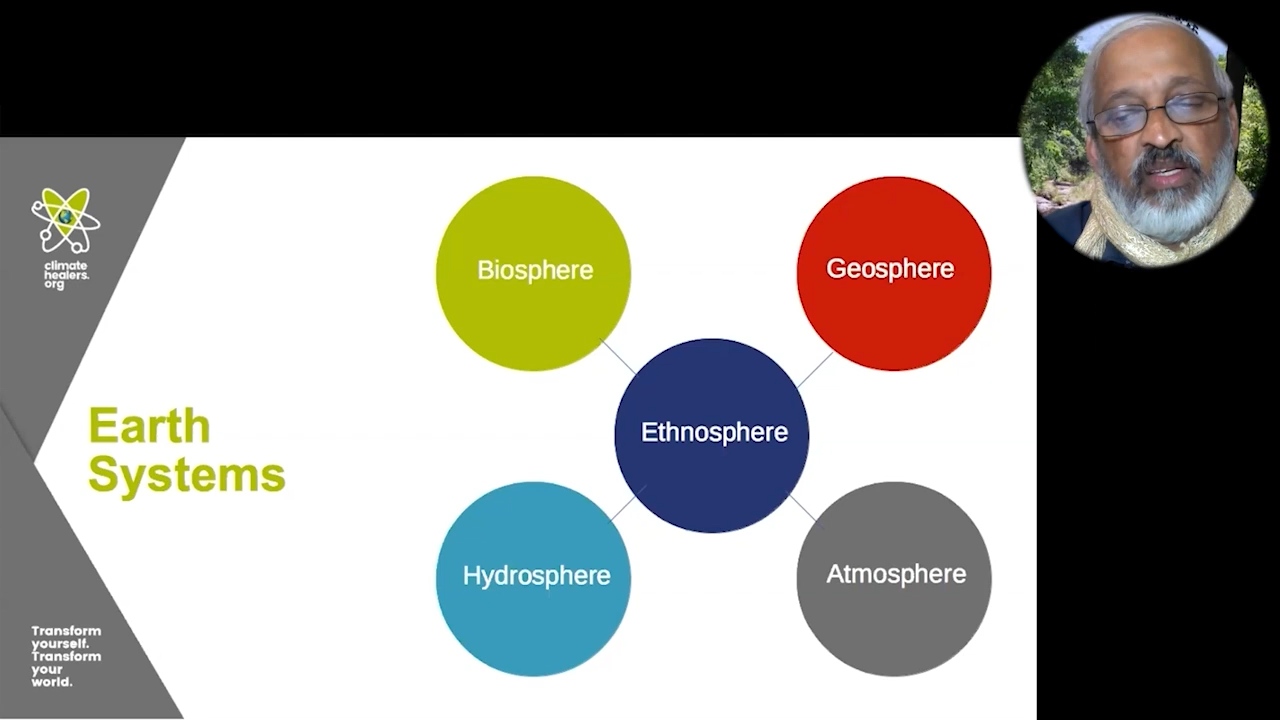 climate
healers.
org
Earth
Systems
Transform
yourself.
Transform
your
world.
Biosphere
Geosphere
Ethnosphere
Hydrosphere
Atmosphere